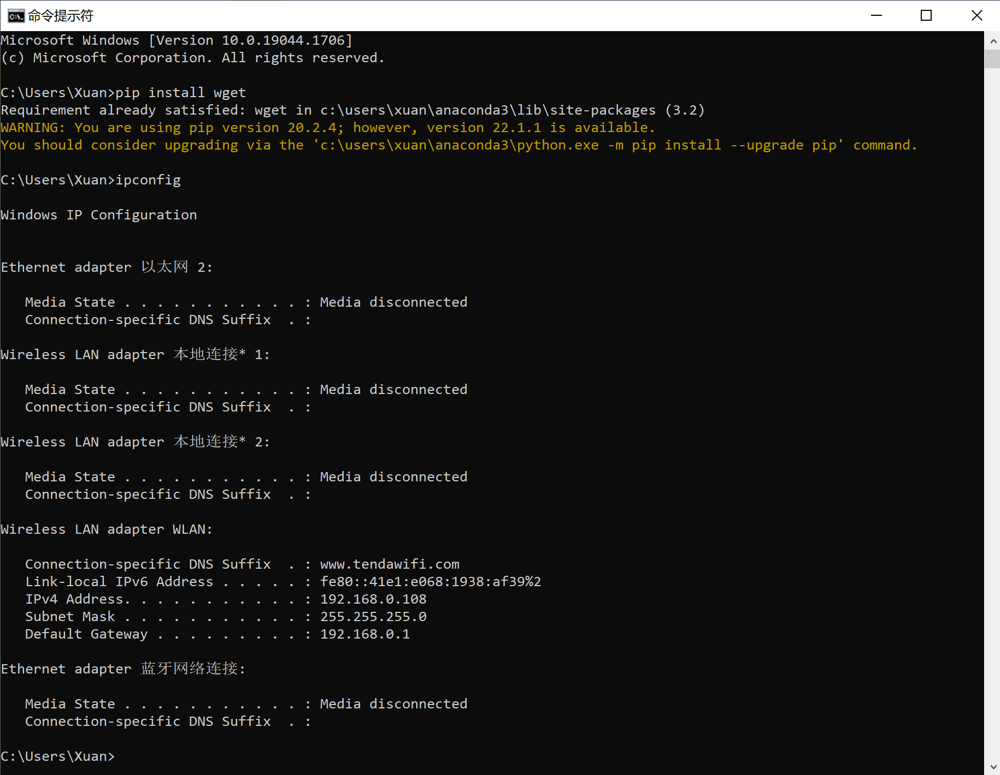 命令提示符
Microsoft Windows [Version 10.0.19044.1706]
(c) Microsoft Corporation. All rights reserved.
C:\Users\Xuan>pip install wget
Requirement already satisfied: wget in c:\users\xuan\anaconda3\lib\site-packages (3.2)
WARNING: You are using pip version 20.2.4; however, version 22.1.1 is available.
You should consider upgrading via the 'c:\users\xuan\anaconda3\python.exe -m pip install --upgrade pip' command.
C:\Users\Xuan>ipconfig
Windows IP Configuration
Ethernet adapter 以太网 2:
   Media State . . . . . . . . . . . : Media disconnected
   Connection-specific DNS Suffix  . :
Wireless LAN adapter 本地连接* 1:
   Media State . . . . . . . . . . . : Media disconnected
   Connection-specific DNS Suffix  . :
Wireless LAN adapter 本地连接* 2:
   Media State . . . . . . . . . . . : Media disconnected
   Connection-specific DNS Suffix  . :
Wireless LAN adapter WLAN:
   Connection-specific DNS Suffix  . : www.tendawifi.com
   Link-local IPv6 Address . . . . . : fe80::41e1:e068:1938:af39%2
   IPv4 Address. . . . . . . . . . . : 192.168.0.108
   Subnet Mask . . . . . . . . . . . : 255.255.255.0
   Default Gateway . . . . . . . . . : 192.168.0.1
Ethernet adapter 蓝牙网络连接:
   Media State . . . . . . . . . . . : Media disconnected
   Connection-specific DNS Suffix  . :
C:\Users\Xuan>